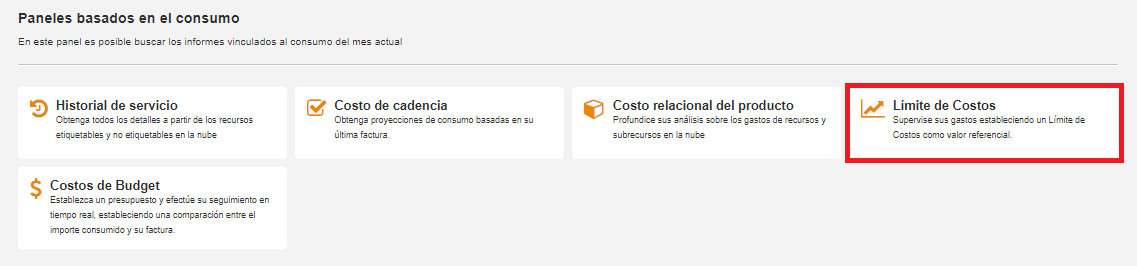 Paneles basados en el consumo
En este panel es posible buscar los informes vinculados al consumo del mes actual
Historial de servicio
Obtenga todos los detalles a partir de los recursos
etiquetables y no etiquetables en la nube
Costo de cadencia
Obtenga proyecciones de consumo basadas en su
última factura.
Costo relacional del producto
Profundice sus análisis sobre los gastos de recursos y
subrecursos en la nube
Límite de Costos
Supervise sus gastos estableciendo un Límite de
Costos como valor referencial.
Costos de Budget
Establezca un presupuesto y efectúe su seguimiento en
tiempo real, estableciendo una comparación entre el
importe consumido y su factura.